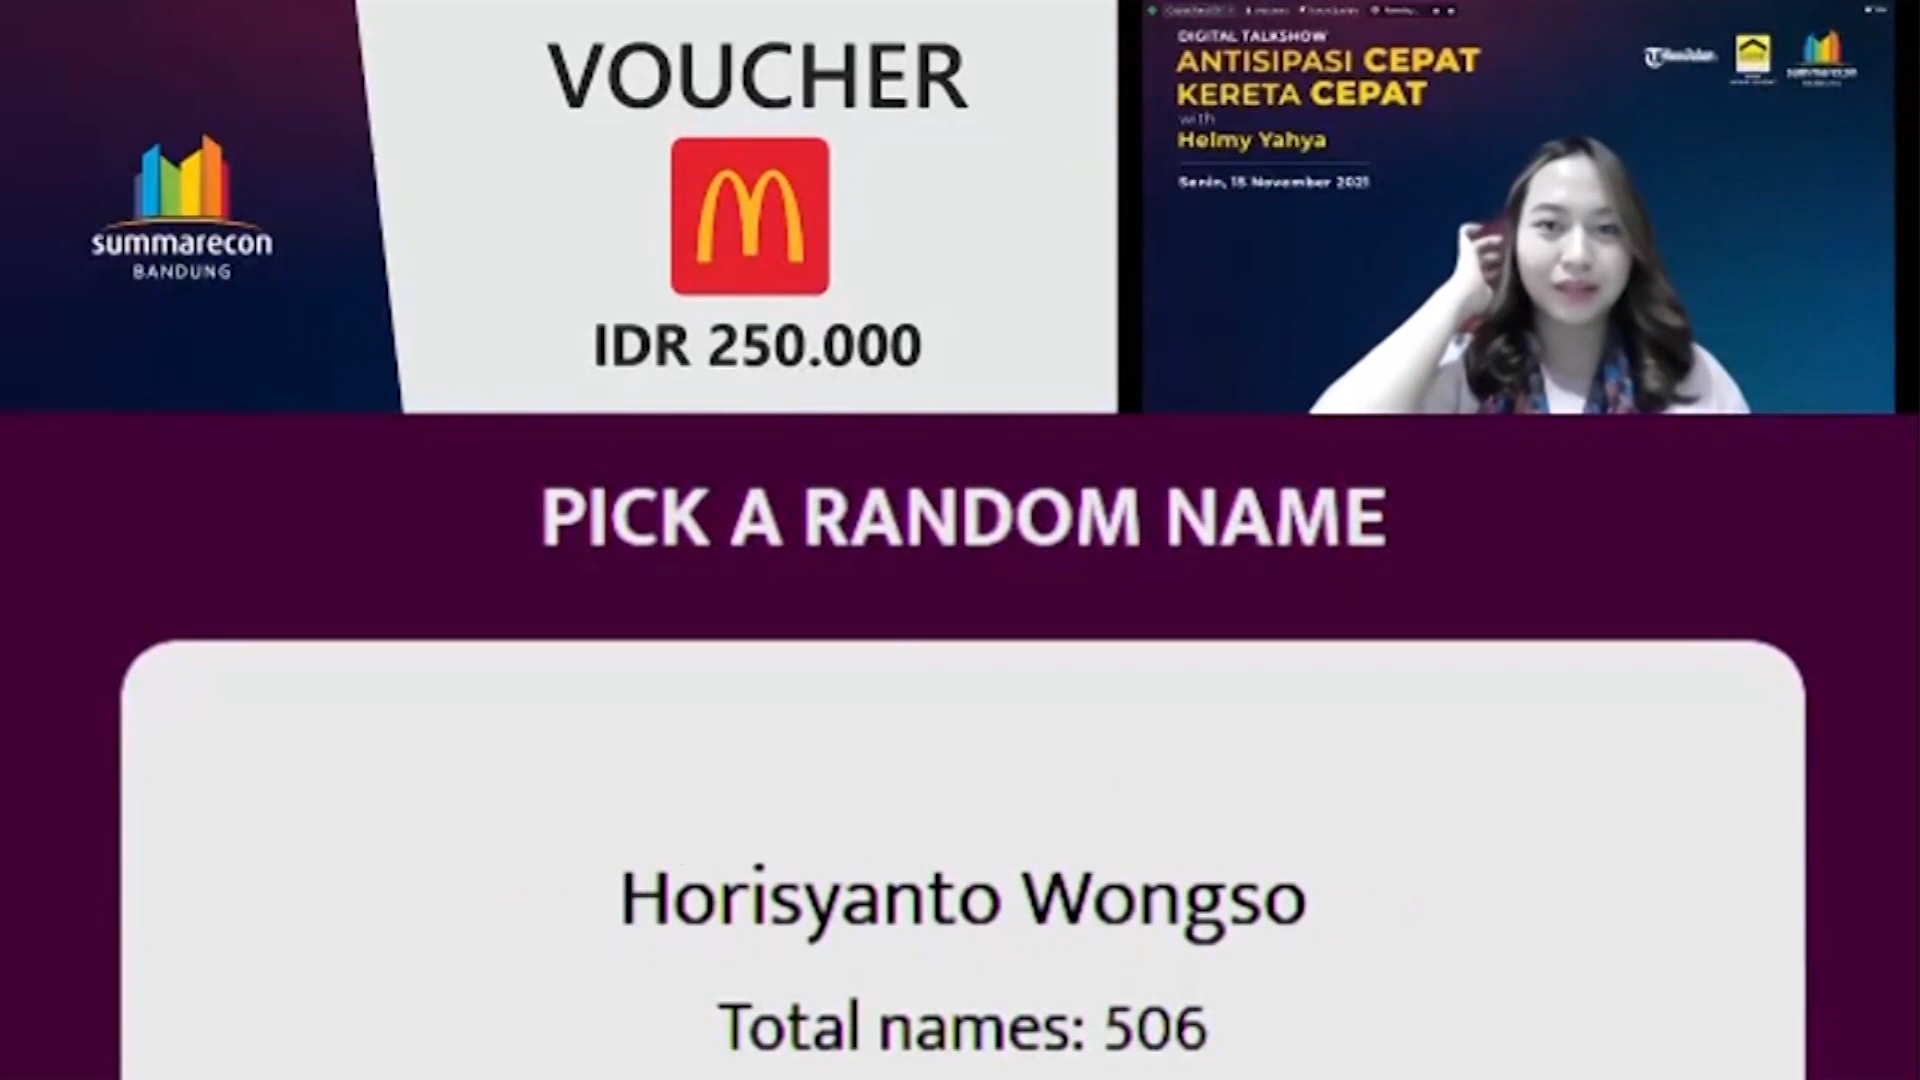 summarecon
BANDUNG
VOUCHER
IDR 250.000
DIGITAL TALKSHOW
ANTISIPASI CEPAT
KERETA CEPAT
with
Helmy Yahya
Senin, 15 November 2021
summarecon
PICK A RANDOM NAME
Horisyanto Wongso
Total names: 506